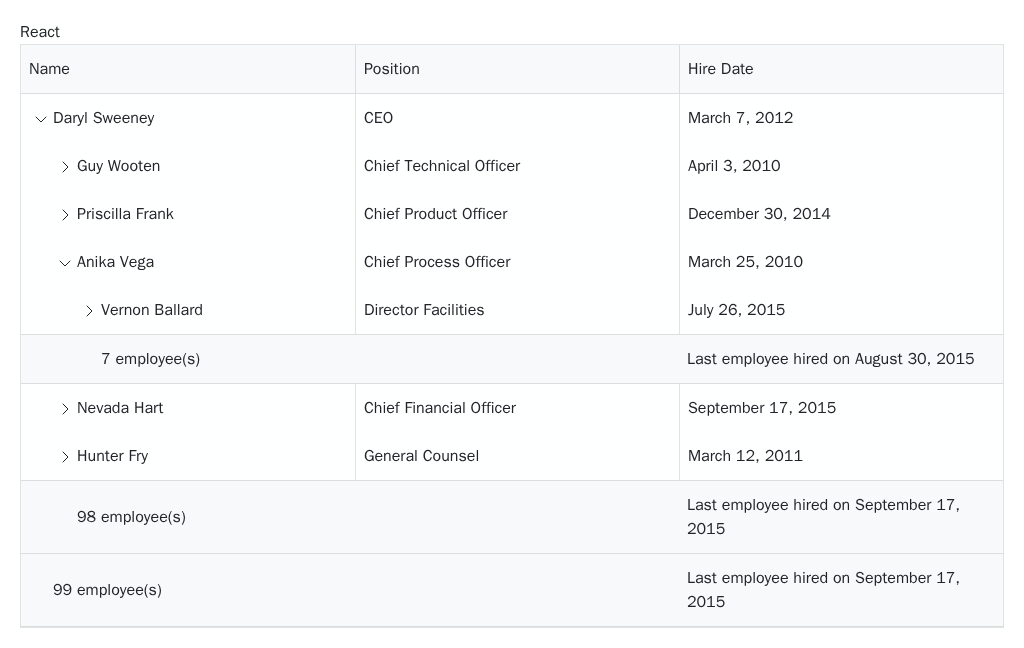 React
Name Position Hire Date
Daryl Sweeney CEO March 7, 2012
Guy Wooten Chief Technical Officer April 3, 2010
Priscilla Frank Chief Product Officer December 30, 2014
Anika Vega Chief Process Officer March 25, 2010
Vernon Ballard Director Facilities July 26, 2015
7 employee(s) Last employee hired on August 30, 2015
Nevada Hart Chief Financial Officer September 17, 2015
Hunter Fry General Counsel March 12, 2011
98 employee(s) Last employee hired on September 17,
2015
99 employee(s) Last employee hired on September 17,
2015